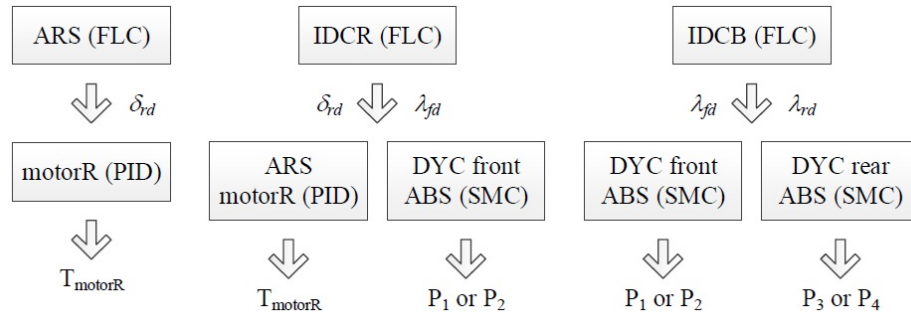 ARS (FLC)
IDCR (FLC)
IDCB (FLC)
δrd
δrd
λfd
λfd
λrd
motorR (PID)
ARS
motorR (PID)
DYC front
ABS (SMC)
DYC front
ABS (SMC)
DYC rear
ABS (SMC)
TmotorR
TmotorR
P1 or P2
P1 or P2
P3 or P4